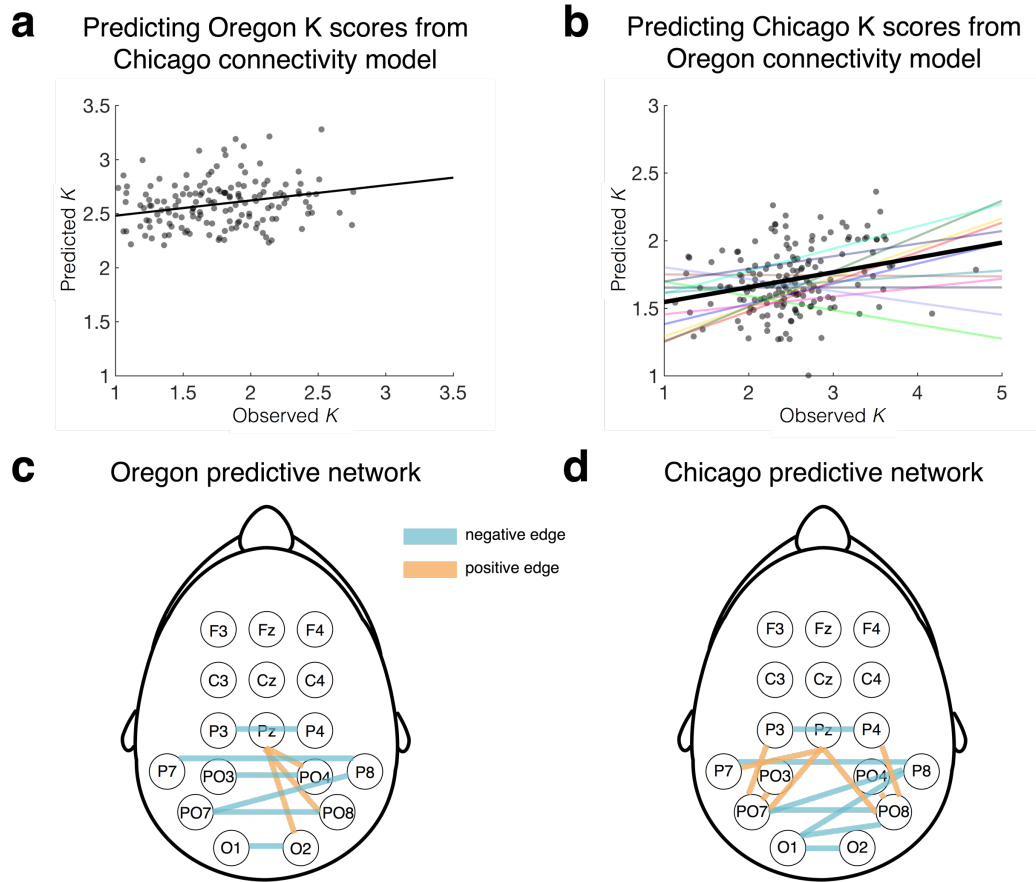 a
Predicting Oregon K scores from
Chicago connectivity model
3.5
3
2.5
2
1.5
1
Predicted K
1 1.5 2 2.5 3 3.5
Observed K
b
Predicting Chicago K scores from
Oregon connectivity model
3
2.5
2
1.5
1
Predicted K
1 2 3 4 5
Observed K
c
Oregon predictive network
negative edge
positive edge
F3 Fz F4
C3 Cz C4
P3 Pz P4
P7 PO3 PO4 P8
PO7 PO8
O1 O2
d
Chicago predictive network
F3 Fz F4
C3 Cz C4
P3 Pz P4
P7 PO3 PO4 P8
PO7 PO8
O1 O2